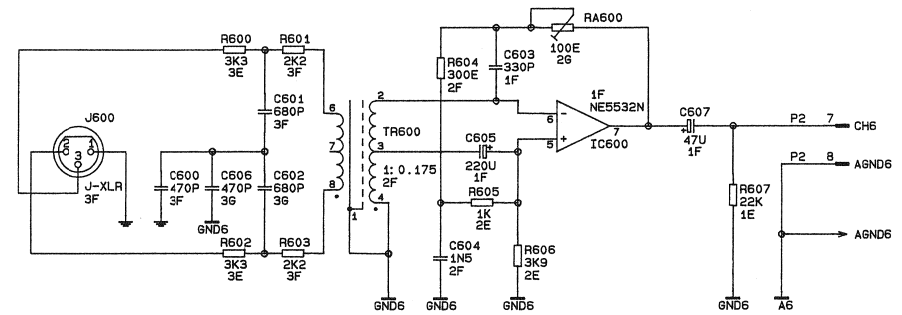 RA600
100E
2G
R600
3K3
3E
R601
2K2
3F
R604
300E
2F
C603
330P
1F
C601
680P
3F
6
7
8
2
3
4
1
TR600
1:0.175
2F
J600
2
1
3
J-XLR
3F
C600
470P
3F
C606
470P
3G
GND6
C602
680P
3G
C605
+
220U
1F
1F
NE5532N
6
-
5
+
7
IC600
C607
+
47U
1F
P2
7
CH6
P2
8
AGND6
R605
1K
2E
R607
22K
1E
R602
3K3
3E
R603
2K2
3F
C604
1N5
2F
R606
3K9
2E
AGND6
GND6
GND6
GND6
GND6
A6